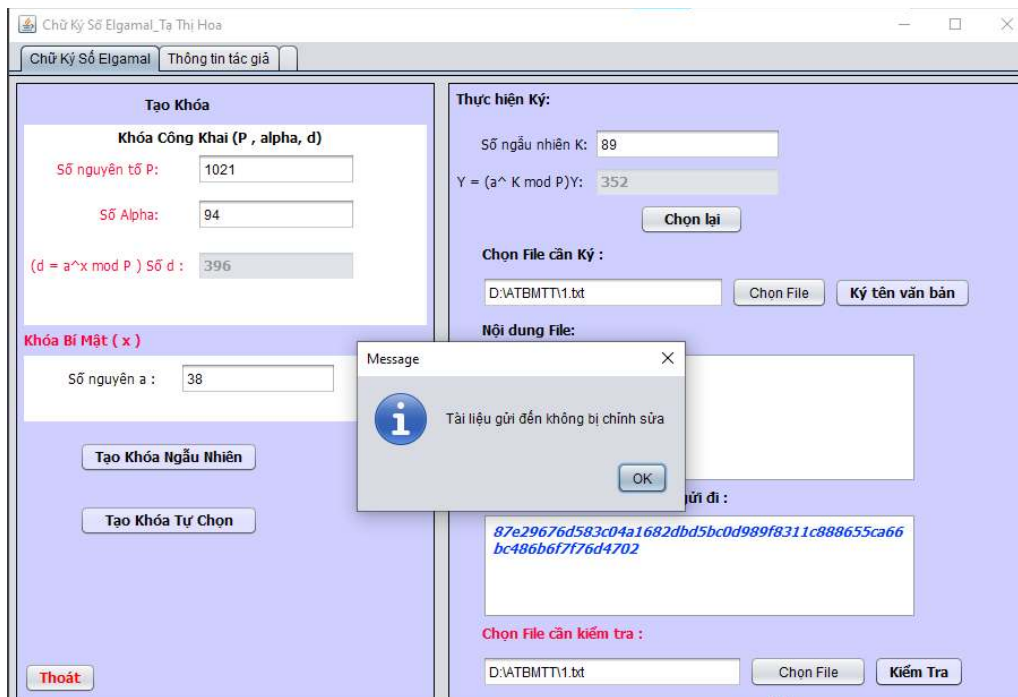 Chữ Ký Số Elgamal_Tạ Thị Hoa
Chữ Ký Số Elgamal
Thông tin tác giả
Tạo Khóa
Khóa Công Khai (P , alpha, d)
Số nguyên tố P:
1021
Số Alpha:
94
(d = a^x mod P ) Số d :
396
Khóa Bí Mật ( x )
Số nguyên a :
38
Tạo Khóa Ngẫu Nhiên
Tạo Khóa Tự Chọn
Thoát
Thực hiện Ký:
Số ngẫu nhiên K:
89
Y = (a^ K mod P)Y:
352
Chọn lại
Chọn File cần Ký :
D:\ATBMTT\1.txt
Chọn File
Ký tên văn bản
Nội dung File:
Message
Tài liệu gửi đến không bị chỉnh sửa
OK
gửi đi :
87e29676d583c04a1682dbd5bc0d989f8311c888655ca66
bc486b6f7f76d4702
Chọn File cần kiểm tra :
D:\ATBMTT\1.txt
Chọn File
Kiểm Tra